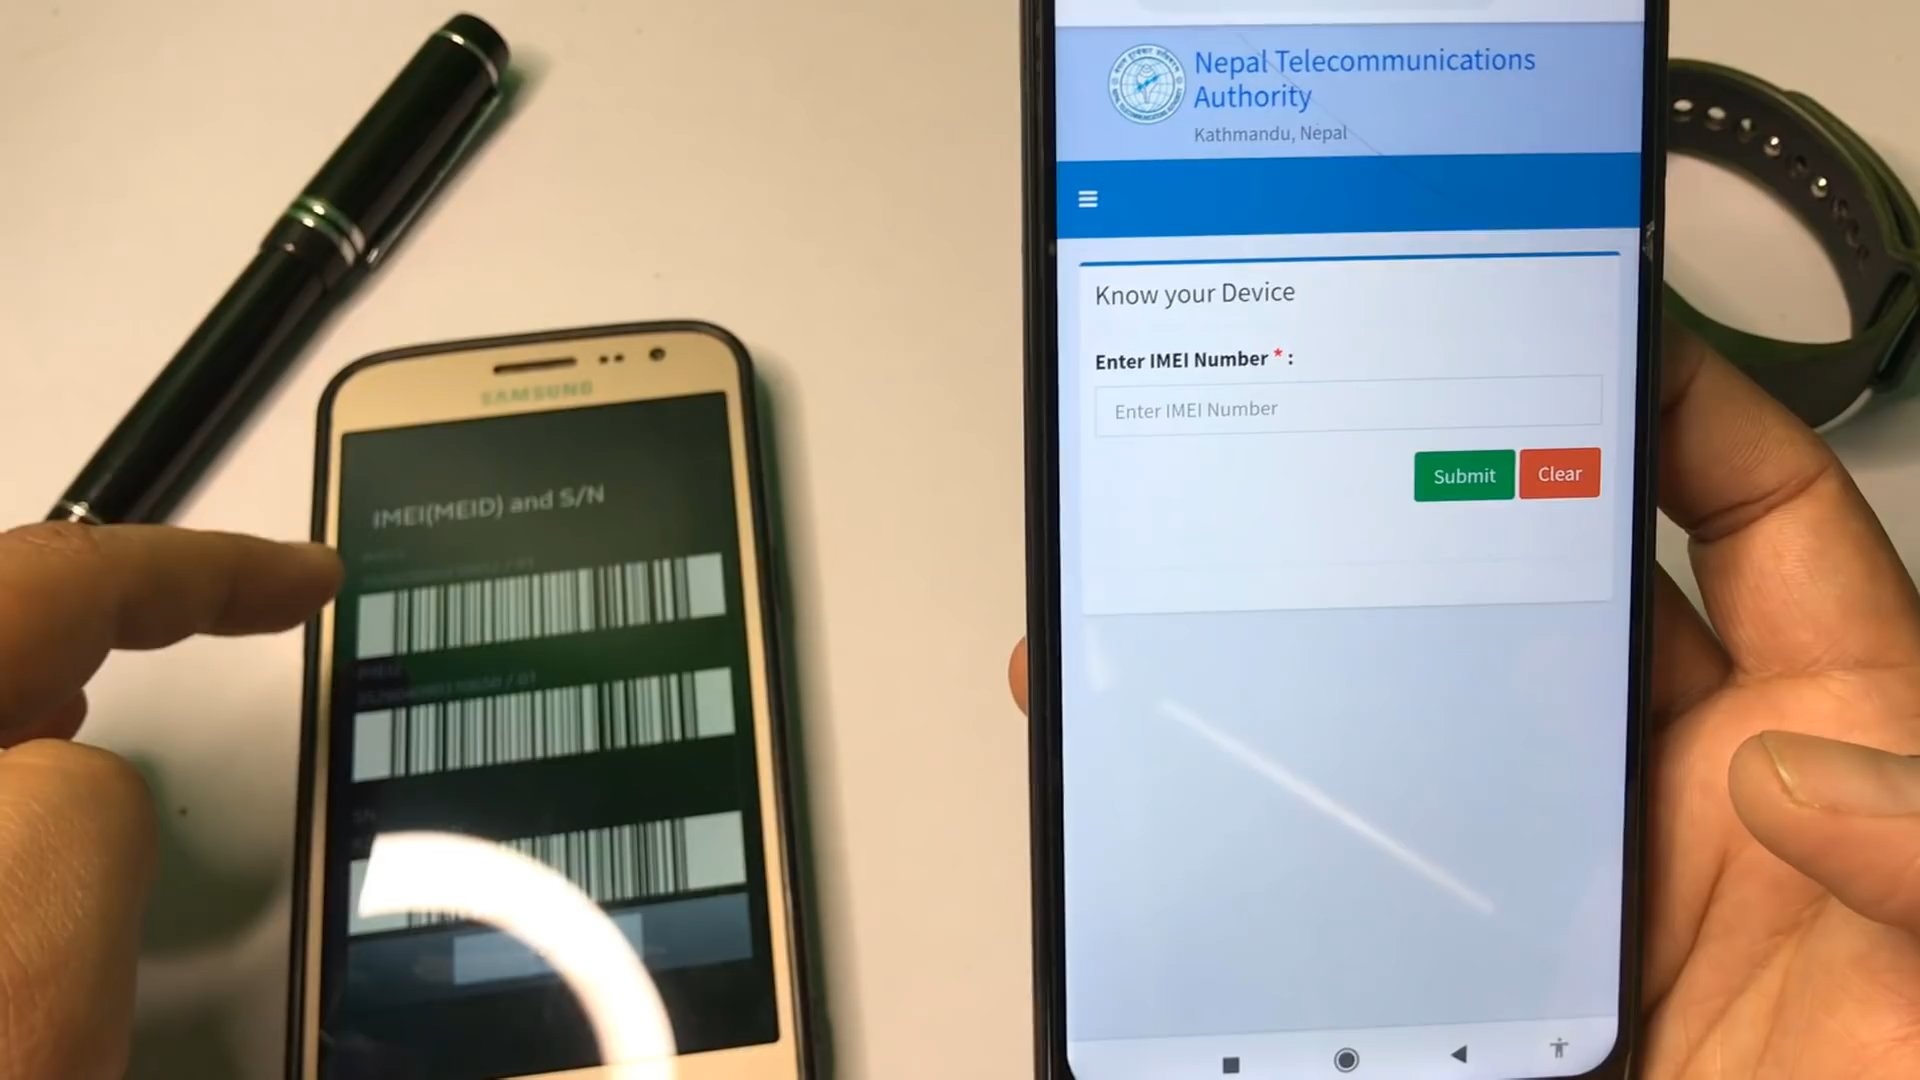 SAMSUNG
IMEI(MEID) and S/N
Nepal Telecommunications
Authority
Kathmandu, Nepal
Know your Device
Enter IMEI Number * :
Enter IMEI Number
Submit Clear